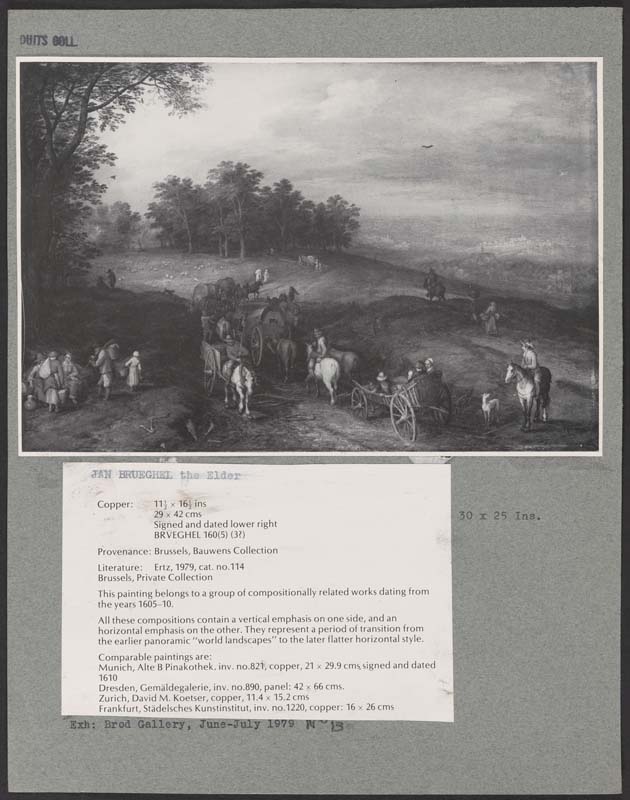 DUITS COLL.
JAN BRUEGHEL the Elder
Copper: 11½ × 16½ ins
29 × 42 cms
Signed and dated lower right
BRVEGHEL 160(5) (3?)
30 x 25 Ins.
Provenance: Brussels, Bauwens Collection
Literature: Ertz, 1979, cat. no.114
Brussels, Private Collection
This painting belongs to a group of compositionally related works dating from
the years 1605–10.
All these compositions contain a vertical emphasis on one side, and an
horizontal emphasis on the other. They represent a period of transition from
the earlier panoramic "world landscapes" to the later flatter horizontal style.
Comparable paintings are:
Munich, Alte B Pinakothek, inv. no.821, copper, 21 × 29.9 cms, signed and dated
1610
Dresden, Gemäldegalerie, inv. no.890, panel: 42 × 66 cms.
Zurich, David M. Koetser, copper, 11.4 × 15.2 cms
Frankfurt, Städelsches Kunstinstitut, inv. no.1220, copper: 16 × 26 cms
Exh: Brod Gallery, June-July 1979